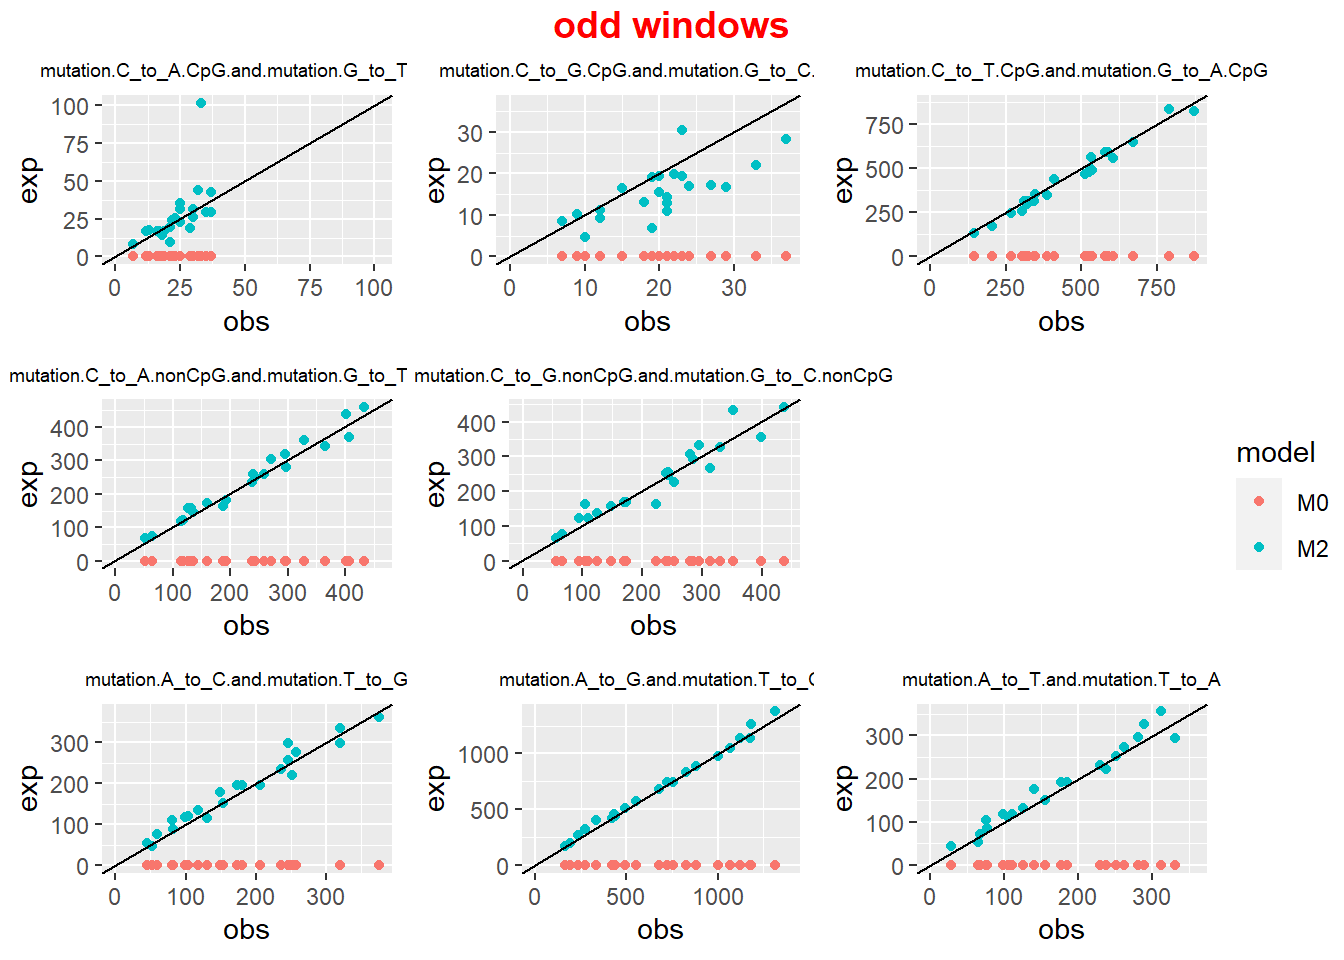 odd windows
mutation.C_to_A.CpG.and.mutation.G_to_T
mutation.C_to_G.CpG.and.mutation.G_to_C.
mutation.C_to_T.CpG.and.mutation.G_to_A.CpG
100
75
50
25
0
exp
0 25 50 75 100
obs
30
20
10
0
exp
0 10 20 30
obs
750
500
250
0
exp
0 250 500 750
obs
mutation.C_to_A.nonCpG.and.mutation.G_to_T
mutation.C_to_G.nonCpG.and.mutation.G_to_C.nonCpG
400
300
200
100
0
exp
0 100 200 300 400
obs
400
300
200
100
0
exp
0 100 200 300 400
obs
model
M0
M2
mutation.A_to_C.and.mutation.T_to_G
mutation.A_to_G.and.mutation.T_to_C
mutation.A_to_T.and.mutation.T_to_A
300
200
100
0
exp
0 100 200 300
obs
1000
500
0
exp
0 500 1000
obs
300
200
100
0
exp
0 100 200 300
obs